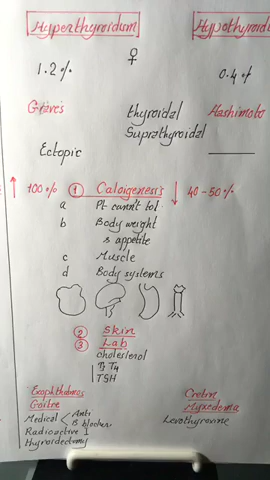 Hyperthyroidism
Hypothyroidi
♀
1.2 %
0.4 %
Graves
thyroidal
Hashimoto
Suprathyroidal
Ectopic
100%
1 Calorigenesis
40-50%
a Pt cann't tol.
b Body weight
& appetite
c Muscle
d Body systems
2 Skin
3 Lab
cholesterol
T3 T4
TSH
Exophthalmos
Goitre
Medical
Anti
B blocker
Radioactive I
thyroidectomy
Cretin
Myxedema
Levothyroxine